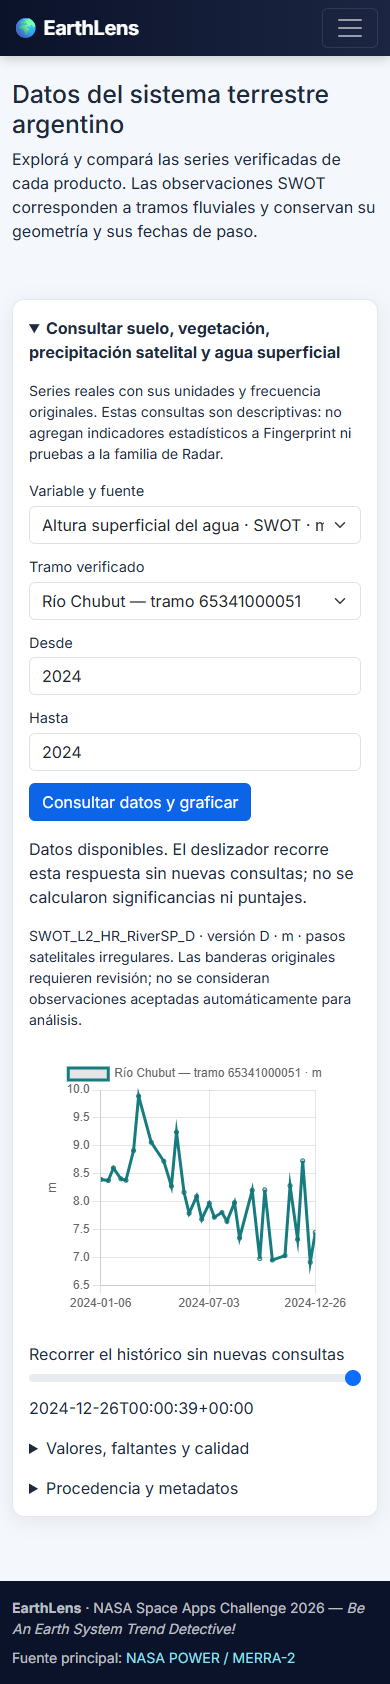 EarthLens
Datos del sistema terrestre
argentino
Explorá y compará las series verificadas de
cada producto. Las observaciones SWOT
corresponden a tramos fluviales y conservan su
geometría y sus fechas de paso.
▼ Consultar suelo, vegetación,
precipitación satelital y agua superficial
Series reales con sus unidades y frecuencia
originales. Estas consultas son descriptivas: no
agregan indicadores estadísticos a Fingerprint ni
pruebas a la familia de Radar.
Variable y fuente
Altura superficial del agua · SWOT · m
Tramo verificado
Río Chubut — tramo 65341000051
Desde
2024
Hasta
2024
Consultar datos y graficar
Datos disponibles. El deslizador recorre
esta respuesta sin nuevas consultas; no se
calcularon significancias ni puntajes.
SWOT_L2_HR_RiverSP_D · versión D · m · pasos
satelitales irregulares. Las banderas originales
requieren revisión; no se consideran
observaciones aceptadas automáticamente para
análisis.
Río Chubut — tramo 65341000051 · m
10.0
9.5
9.0
8.5
8.0
7.5
7.0
6.5
m
2024-01-06 2024-07-03 2024-12-26
Recorrer el histórico sin nuevas consultas
2024-12-26T00:00:39+00:00
▶ Valores, faltantes y calidad
▶ Procedencia y metadatos
EarthLens · NASA Space Apps Challenge 2026 — Be
An Earth System Trend Detective!
Fuente principal: NASA POWER / MERRA-2